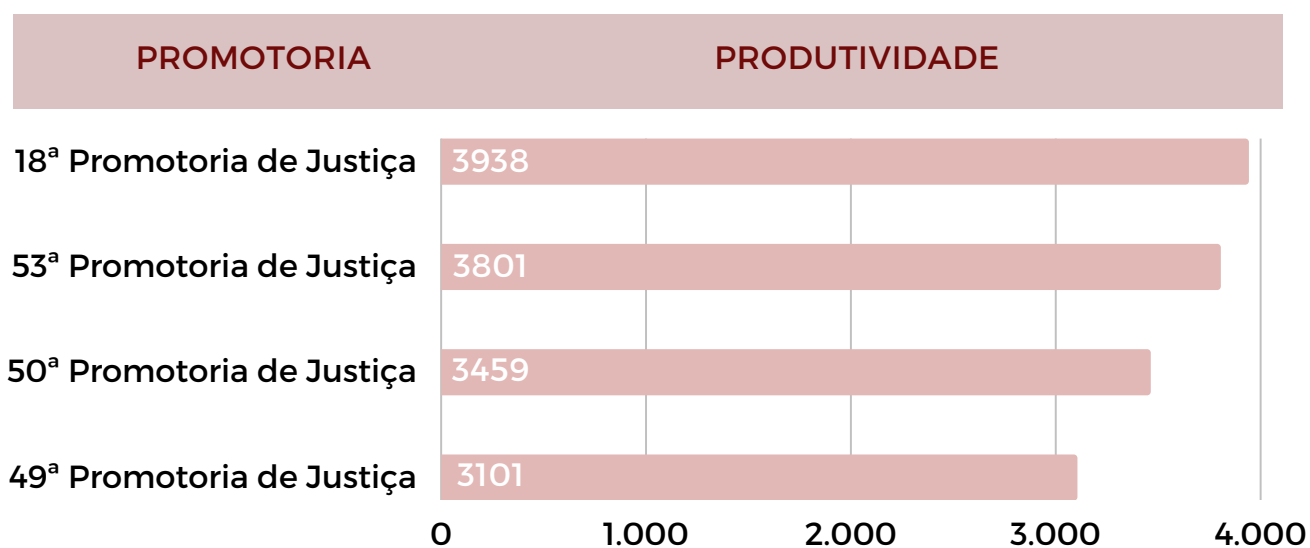 PROMOTORIA PRODUTIVIDADE
18ª Promotoria de Justiça 3938
53ª Promotoria de Justiça 3801
50ª Promotoria de Justiça 3459
49ª Promotoria de Justiça 3101
0 1.000 2.000 3.000 4.000